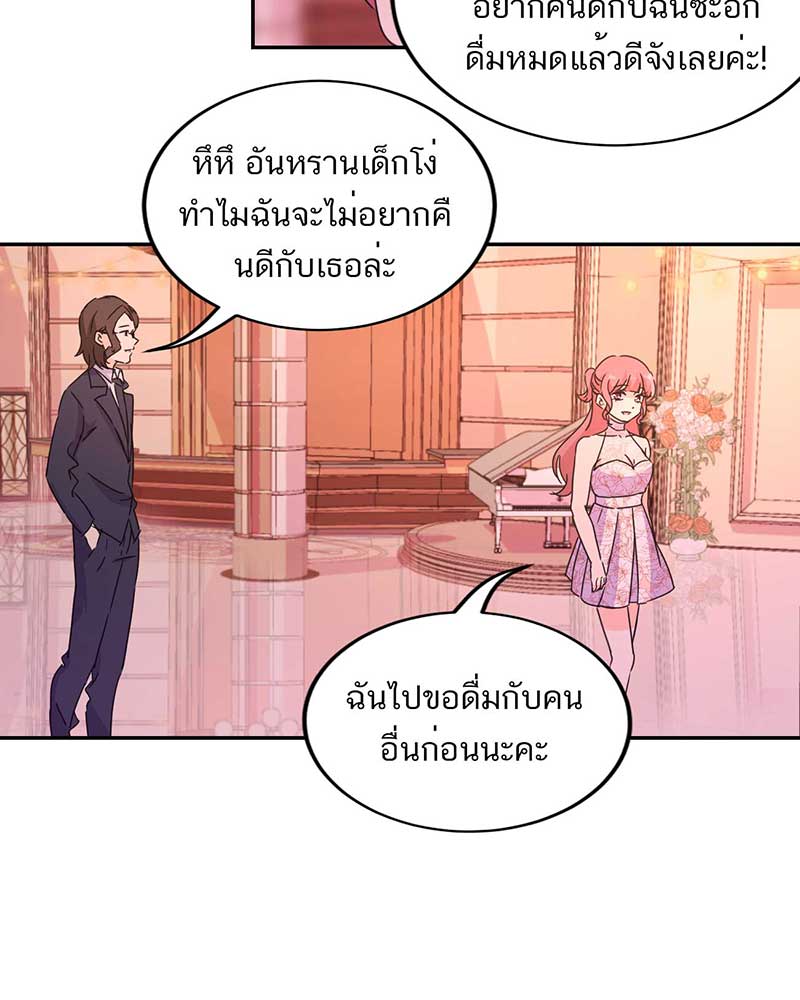 อยากคืนดีกับฉันซะอีก
ดื่มหมดแล้วดีจังเลยค่ะ!
หึหึ อันหรานเด็กโง่
ทำไมฉันจะไม่อยากคื
นดีกับเธอล่ะ
ฉันไปขอดื่มกับคน
อื่นก่อนนะคะ